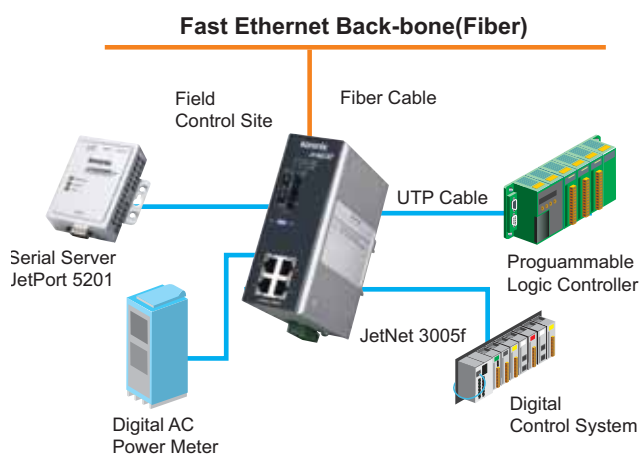 Fast Ethernet Back-bone(Fiber)
Field
Control Site
Fiber Cable
Korenix
UTP Cable
Serial Server
JetPort 5201
Proguammable
Logic Controller
JetNet 3005f
Digital AC
Power Meter
Digital
Control System